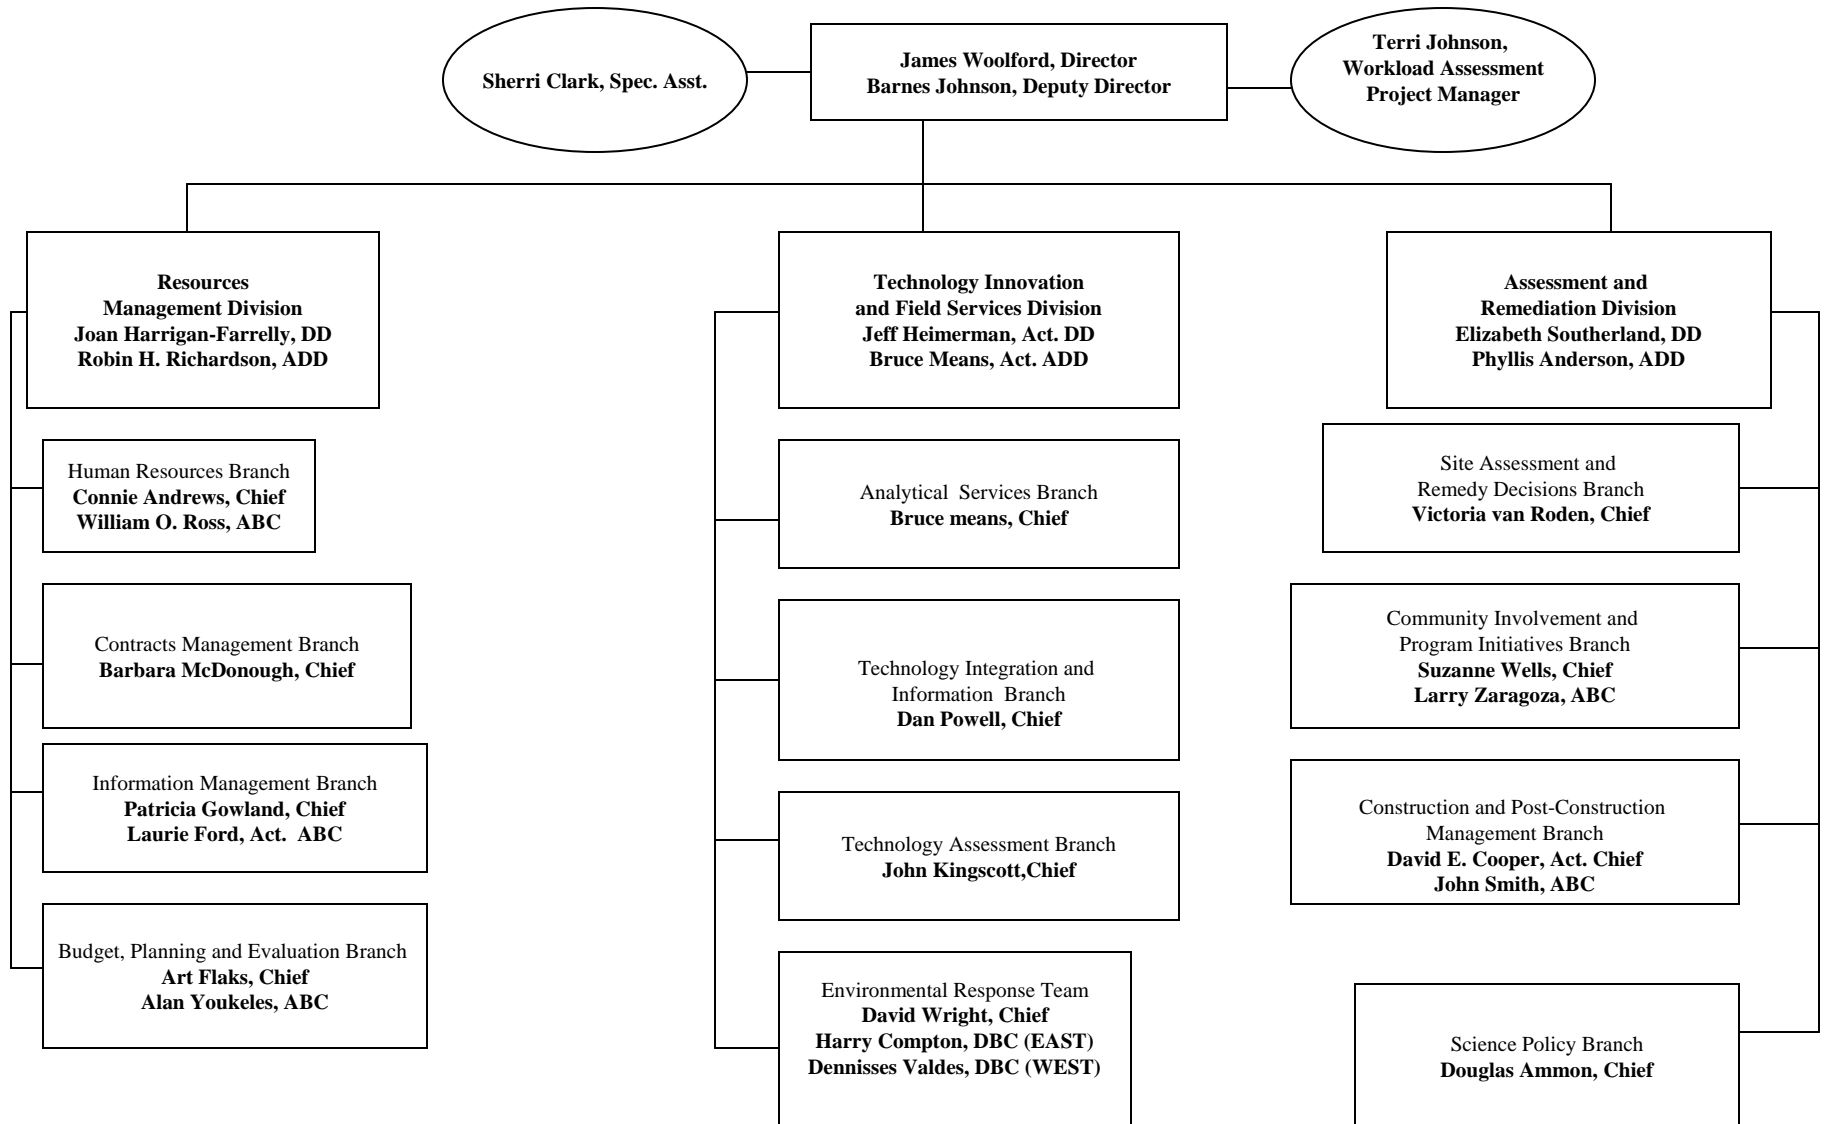 Sherri Clark, Spec. Asst.
James Woolford, Director
Barnes Johnson, Deputy Director
Terri Johnson,
Workload Assessment
Project Manager
Resources
Management Division
Joan Harrigan-Farrelly, DD
Robin H. Richardson, ADD
Human Resources Branch
Connie Andrews, Chief
William O. Ross, ABC
Contracts Management Branch
Barbara McDonough, Chief
Information Management Branch
Patricia Gowland, Chief
Laurie Ford, Act.  ABC
Budget, Planning and Evaluation Branch
Art Flaks, Chief
Alan Youkeles, ABC
Technology Innovation
and Field Services Division
Jeff Heimerman, Act. DD
Bruce Means, Act. ADD
Analytical  Services Branch
Bruce means, Chief
Technology Integration and
Information  Branch
Dan Powell, Chief
Technology Assessment Branch
John Kingscott,Chief
Environmental Response Team
David Wright, Chief
Harry Compton, DBC (EAST)
Dennisses Valdes, DBC (WEST)
Assessment and
Remediation Division
Elizabeth Southerland, DD
Phyllis Anderson, ADD
Site Assessment and
Remedy Decisions Branch
Victoria van Roden, Chief
Community Involvement and
Program Initiatives Branch
Suzanne Wells, Chief
Larry Zaragoza, ABC
Construction and Post-Construction
Management Branch
David E. Cooper, Act. Chief
John Smith, ABC
Science Policy Branch
Douglas Ammon, Chief